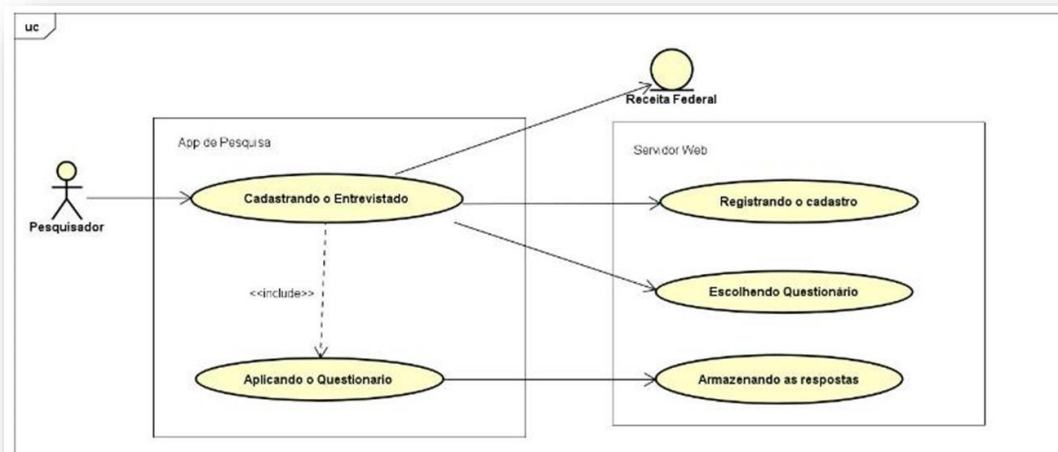 uc
Receita Federal
App de Pesquisa
Servidor Web
Cadastrando o Entrevistado
Registrando o cadastro
Pesquisador
<<include>>
Escolhendo Questionário
Aplicando o Questionario
Armazenando as respostas